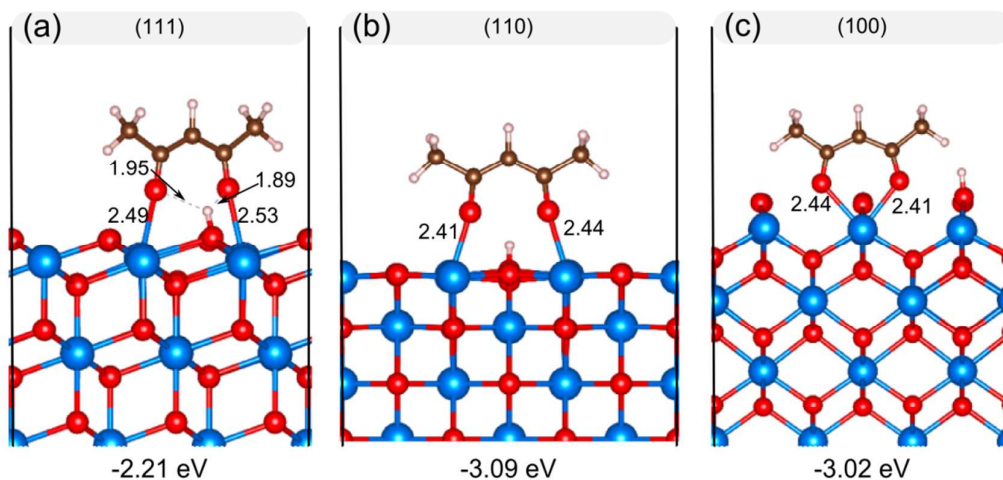 (a) (111)
1.95
1.89
2.49
2.53
-2.21 eV
(b) (110)
2.41
2.44
-3.09 eV
(c) (100)
2.44
2.41
-3.02 eV